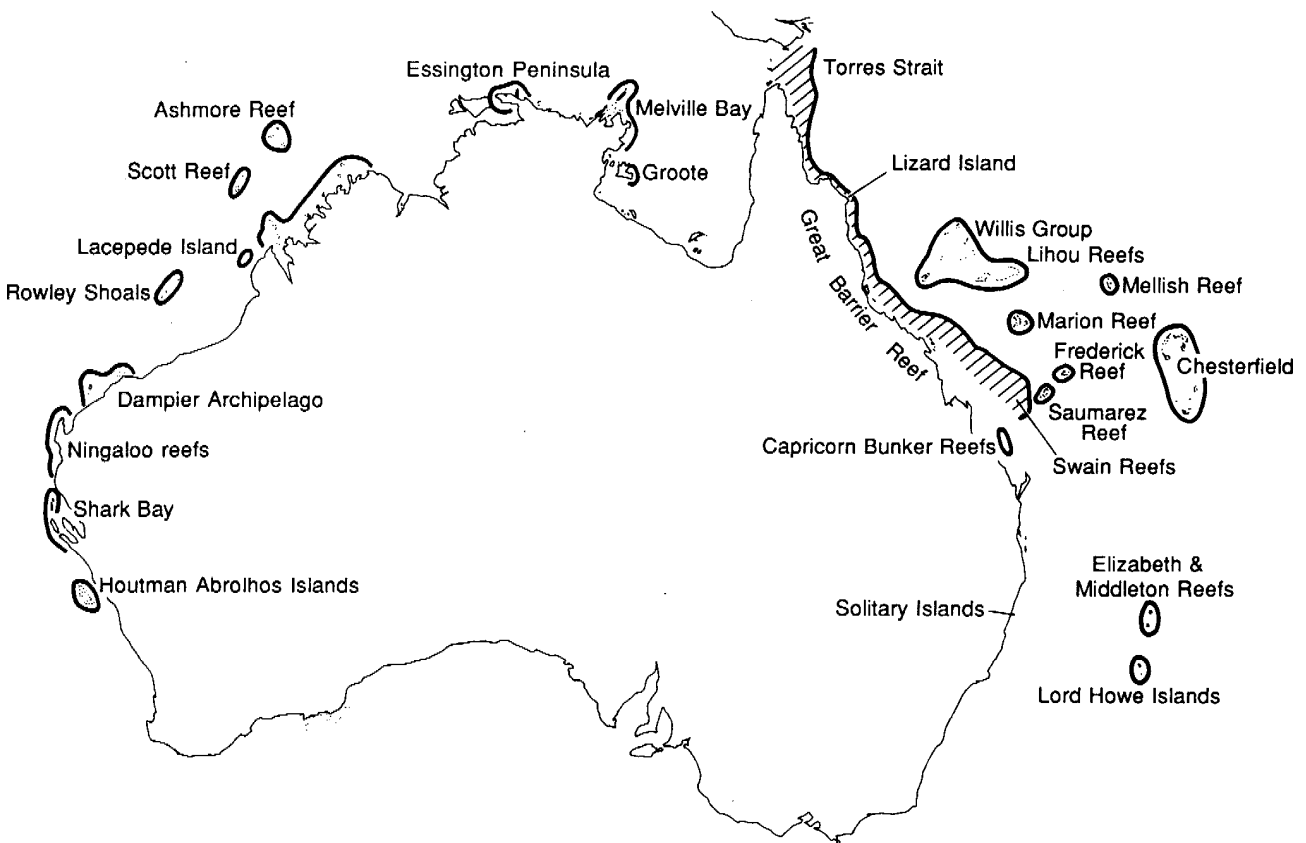 Essington Peninsula
Torres Strait
Ashmore Reef
Melville Bay
Scott Reef
Groote
Lizard Island
Lacepede Island
Rowley Shoals
Great Barrier Reef
Willis Group
Lihou Reefs
Mellish Reef
Marion Reef
Frederick
Reef
Chesterfield
Dampier Archipelago
Saumarez
Reef
Ningaloo reefs
Capricorn Bunker Reefs
Swain Reefs
Shark Bay
Houtman Abrolhos Islands
Elizabeth &
Middleton Reefs
Solitary Islands
Lord Howe Islands